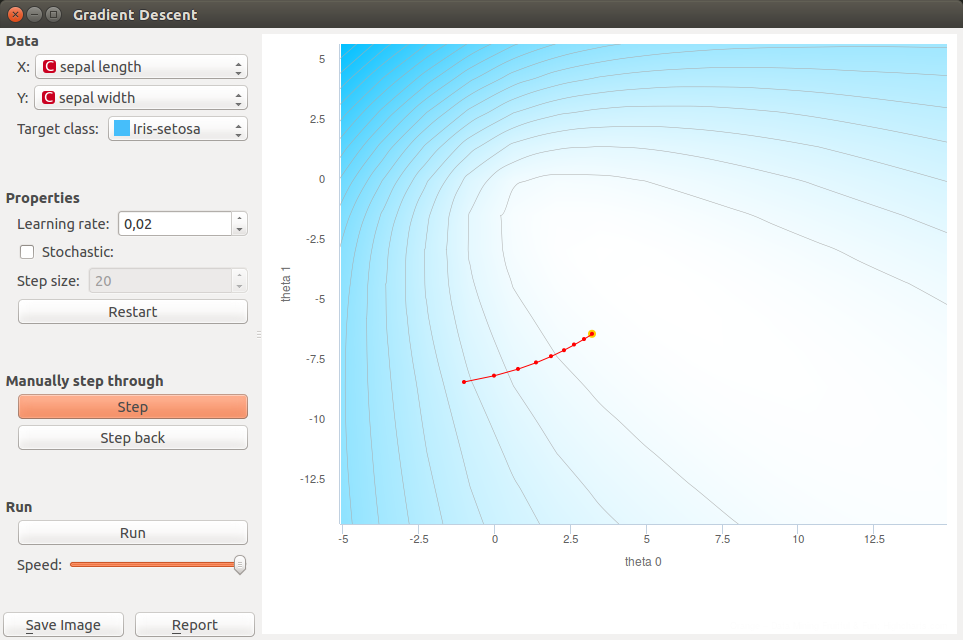 Gradient Descent
Data
X: C sepal length
Y: C sepal width
Target class: Iris-setosa
Properties
Learning rate: 0,02
Stochastic:
Step size: 20
Restart
Manually step through
Step
Step back
Run
Run
Speed:
Save Image Report
5
2.5
0
-2.5
-5
-7.5
-10
-12.5
theta 1
-5 -2.5 0 2.5 5 7.5 10 12.5
theta 0